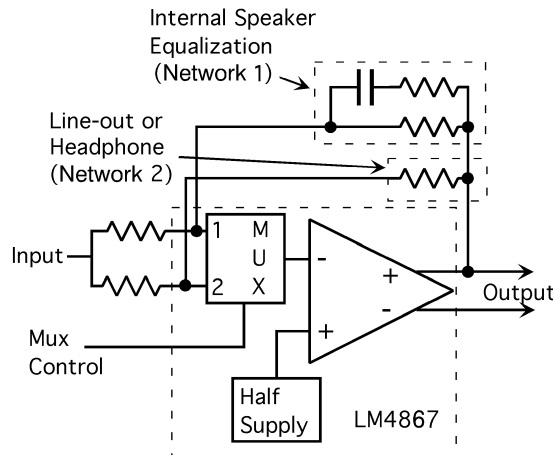 Internal Speaker
Equalization
(Network 1)
Line-out or
Headphone
(Network 2)
1 M
Input U - +
2 X Output
+ -
Mux
Control
Half
Supply
LM4867